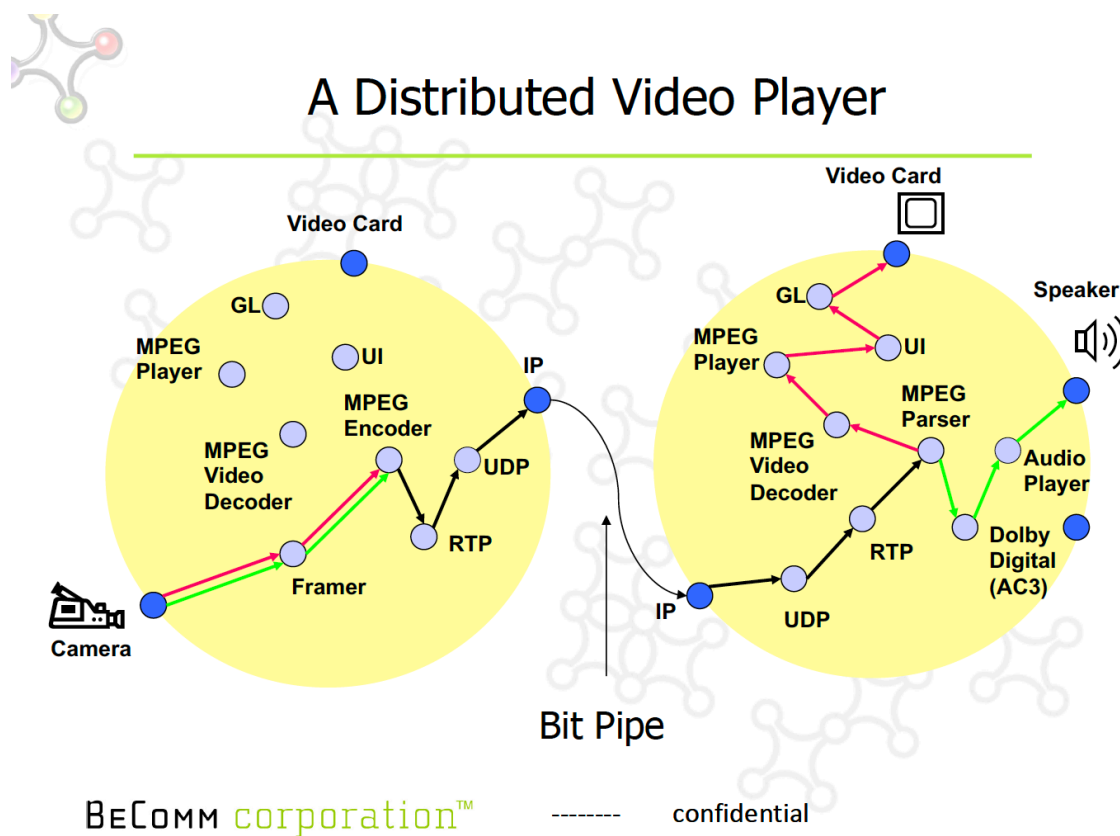 A Distributed Video Player
Video Card
GL
MPEG
Player
UI
MPEG
Encoder
IP
MPEG
Video
Decoder
UDP
RTP
Framer
Camera
Video Card
GL
Speaker
MPEG
Player
UI
MPEG
Parser
MPEG
Video
Decoder
Audio
Player
RTP
Dolby
Digital
(AC3)
IP
UDP
Bit Pipe
BECOMM corporation™ -------- confidential